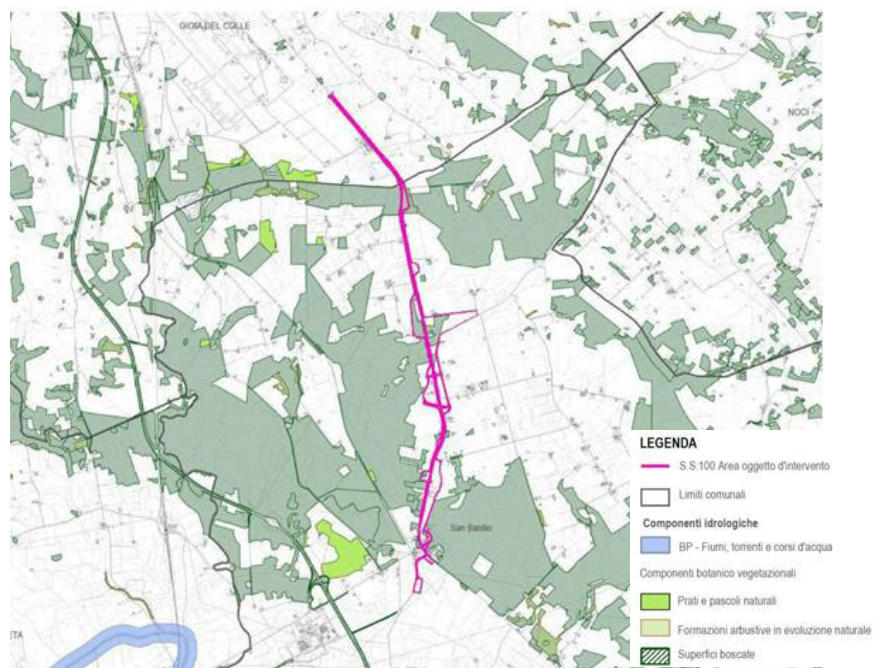 GIOIA DEL COLLE
NOCI
San Basilio
ETA
LEGENDA
S.S.100 Area oggetto d'intervento
Limiti comunali
Componenti idrologiche
BP - Fiumi, torrenti e corsi d'acqua
Componenti botanico vegetazionali
Prati e pascoli naturali
Formazioni arbustive in evoluzione naturale
Superfici boscate